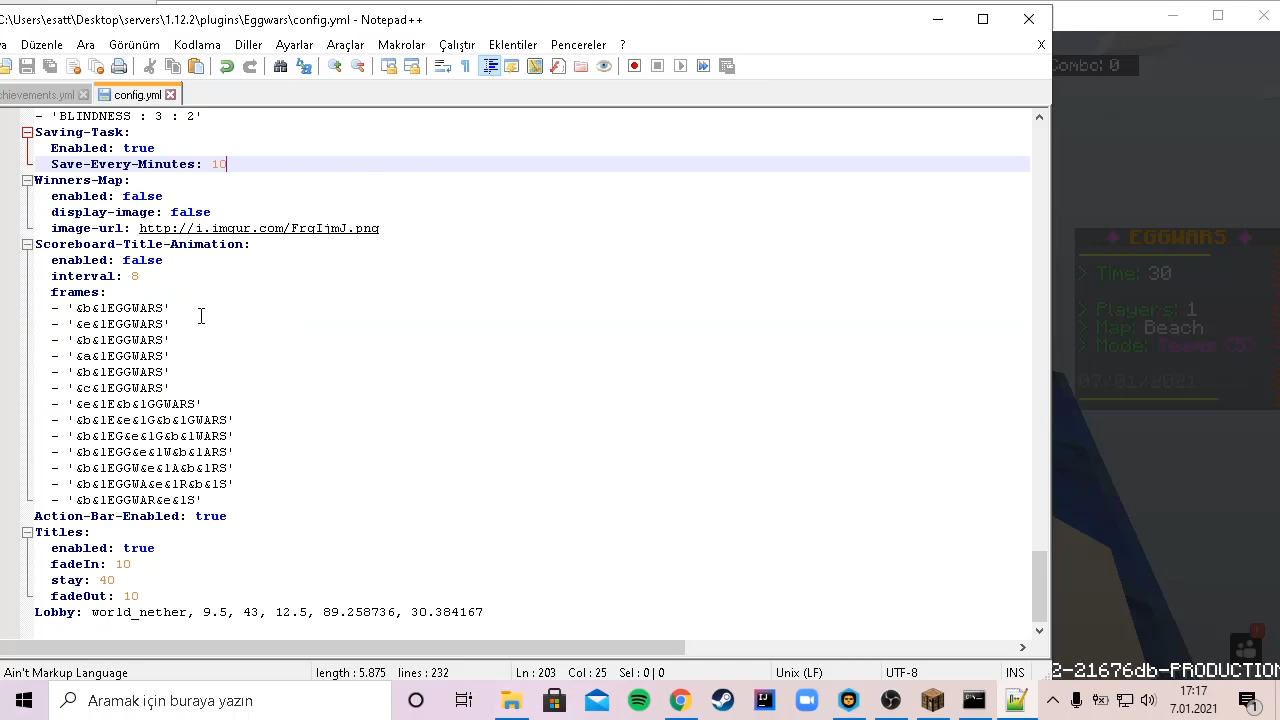 C:\Users\esatt\Desktop\servers\1.12.2\plugins\Eggwars\config.yml - Notepad++
Düzenle Ara Görünüm Kodlama Diller Ayarlar Araçlar Makrolar Çalıştır Eklentiler Pencereler ? X
chievements.yml config.yml
- 'BLINDNESS : 3 : 2'
Saving-Task:
Enabled: true
Save-Every-Minutes: 10
Winners-Map:
enabled: false
display-image: false
image-url: http://i.imgur.com/FrqIjmJ.png
Scoreboard-Title-Animation:
enabled: false
interval: 8
frames:
- '&b&lEGGWARS'
- '&e&lEGGWARS'
- '&b&lEGGWARS'
- '&a&lEGGWARS'
- '&b&lEGGWARS'
- '&c&lEGGWARS'
- '&e&lE&b&lGGWARS'
- '&b&lE&e&lG&b&lGWARS'
- '&b&lEG&e&lG&b&lWARS'
- '&b&lEGG&e&lW&b&lARS'
- '&b&lEGGW&e&lA&b&lRS'
- '&b&lEGGWA&e&lR&b&lS'
- '&b&lEGGWAR&e&lS'
Action-Bar-Enabled: true
Titles:
enabled: true
fadeIn: 10
stay: 40
fadeOut: 10
Lobby: world_nether, 9.5, 43, 12.5, 89.258736, 30.384167
Ain't Markup Language length : 5.875 lines : 232 Ln : 203 Col : 25 Sel : 0 | 0 Unix (LF) UTF-8 INS
Combo: 0
EGGWARS
> Time: 30
> Players: 1
> Map: Beach
> Mode: Teams (5)
07/01/2021
2-21676db-PRODUCTION
Aramak için buraya yazın
17:17
7.01.2021